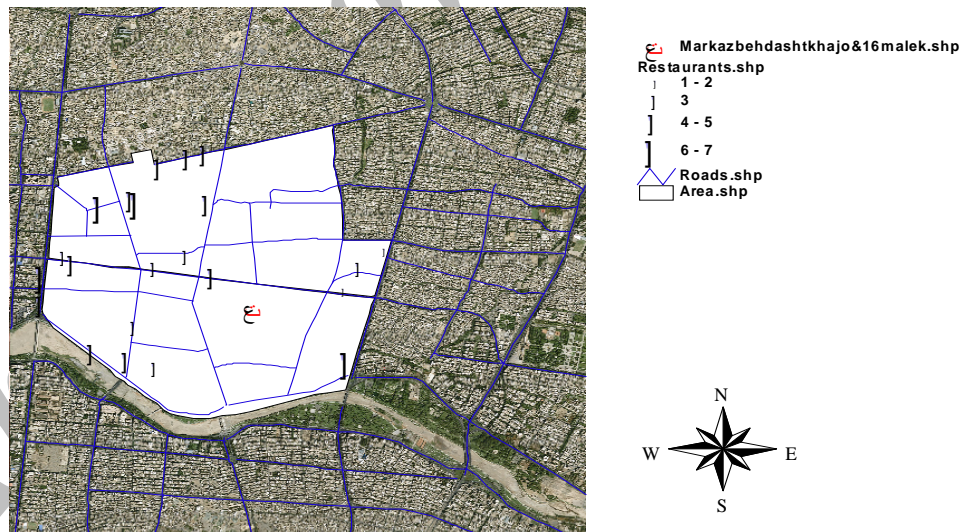 Markazbehdashtkhajo&16malek.shp
Restaurants.shp
1 - 2
3
4 - 5
6 - 7
Roads.shp
Area.shp
N
W E
S